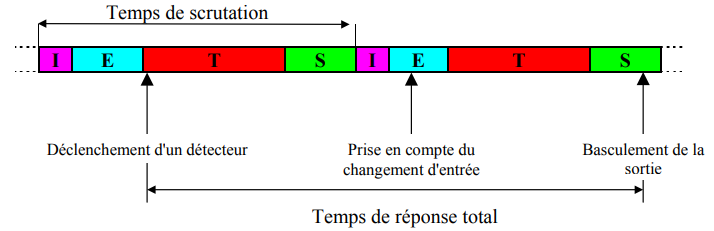 Temps de scrutation
I E T S I E T S
Déclenchement d'un détecteur
Prise en compte du
changement d'entrée
Basculement de la
sortie
Temps de réponse total